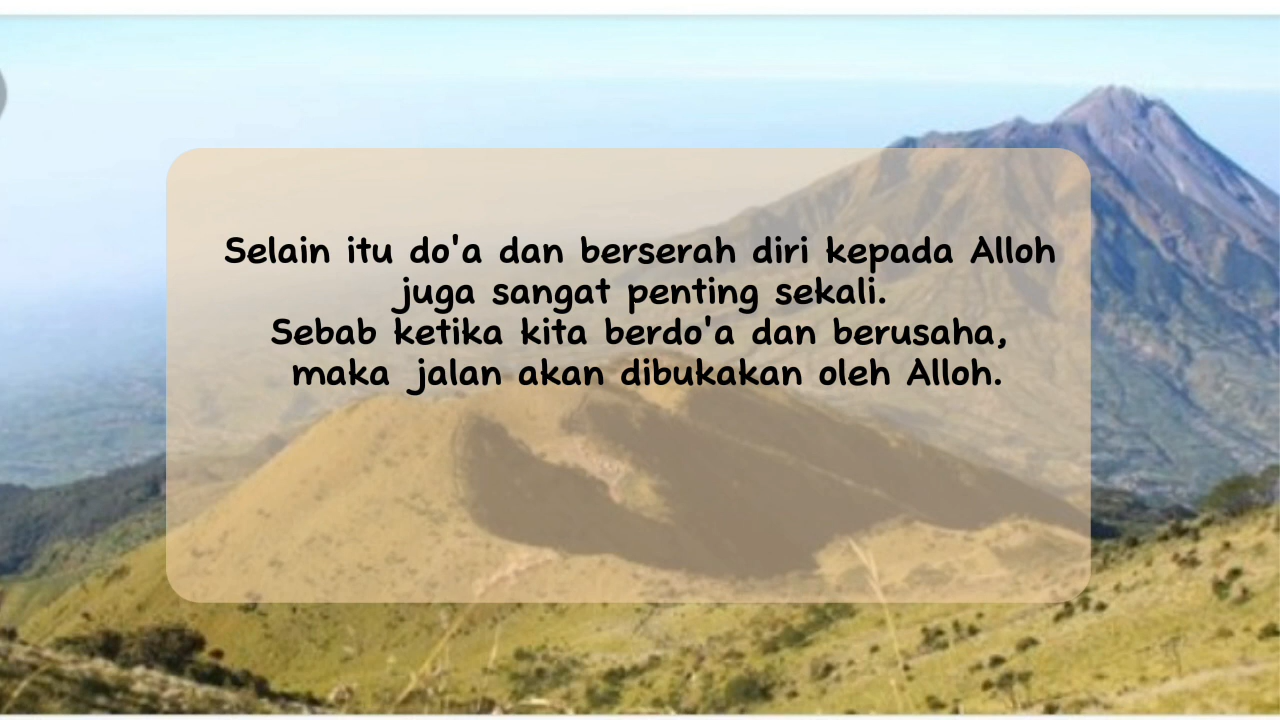 Selain itu do'a dan berserah diri kepada Alloh
juga sangat penting sekali.
Sebab ketika kita berdo'a dan berusaha,
maka jalan akan dibukakan oleh Alloh.